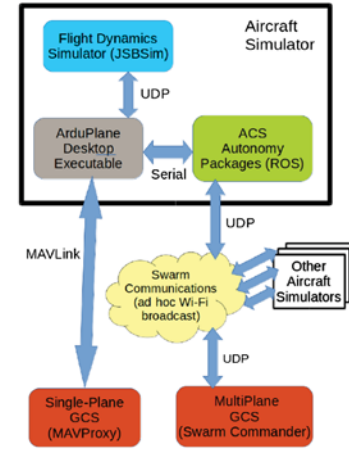 Aircraft
Simulator
Flight Dynamics
Simulator (JSBSim)
UDP
ArduPlane
Desktop
Executable
Serial
ACS
Autonomy
Packages (ROS)
MAVLink
UDP
Swarm
Communications
(ad hoc Wi-Fi
broadcast)
Other
Aircraft
Simulators
UDP
Single-Plane
GCS
(MAVProxy)
MultiPlane
GCS
(Swarm Commander)